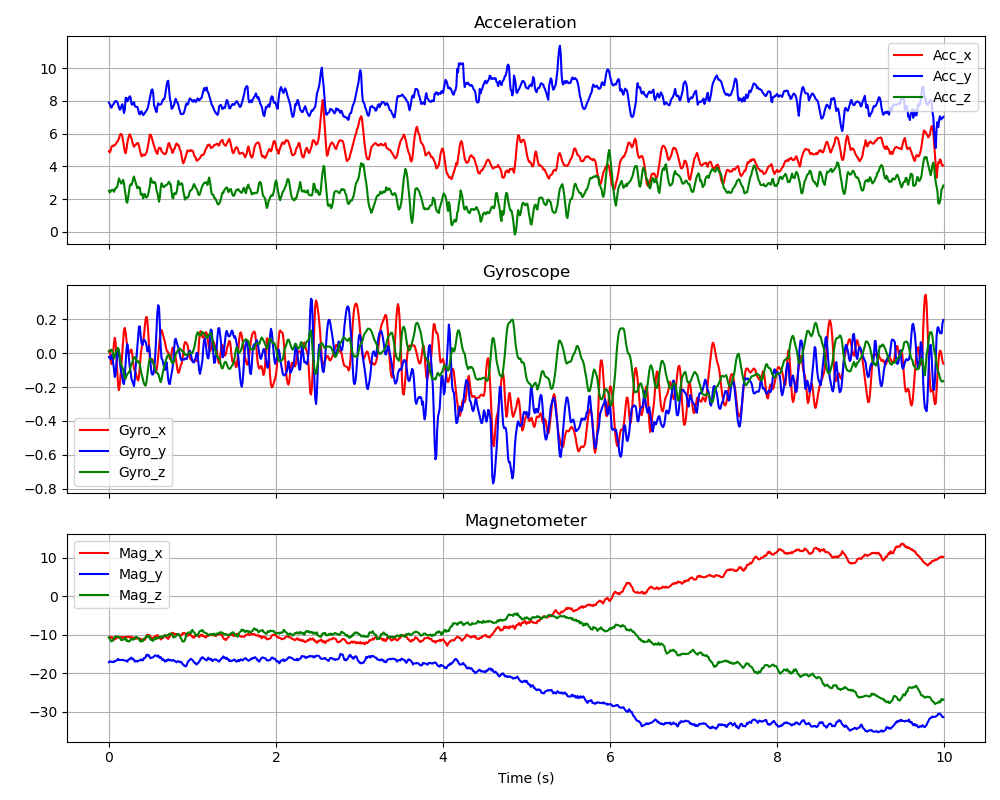 Acceleration
10
8
6
4
2
0
Acc_x
Acc_y
Acc_z
Gyroscope
0.2
0.0
−0.2
−0.4
−0.6
−0.8
Gyro_x
Gyro_y
Gyro_z
Magnetometer
10
0
−10
−20
−30
Mag_x
Mag_y
Mag_z
0 2 4 6 8 10
Time (s)